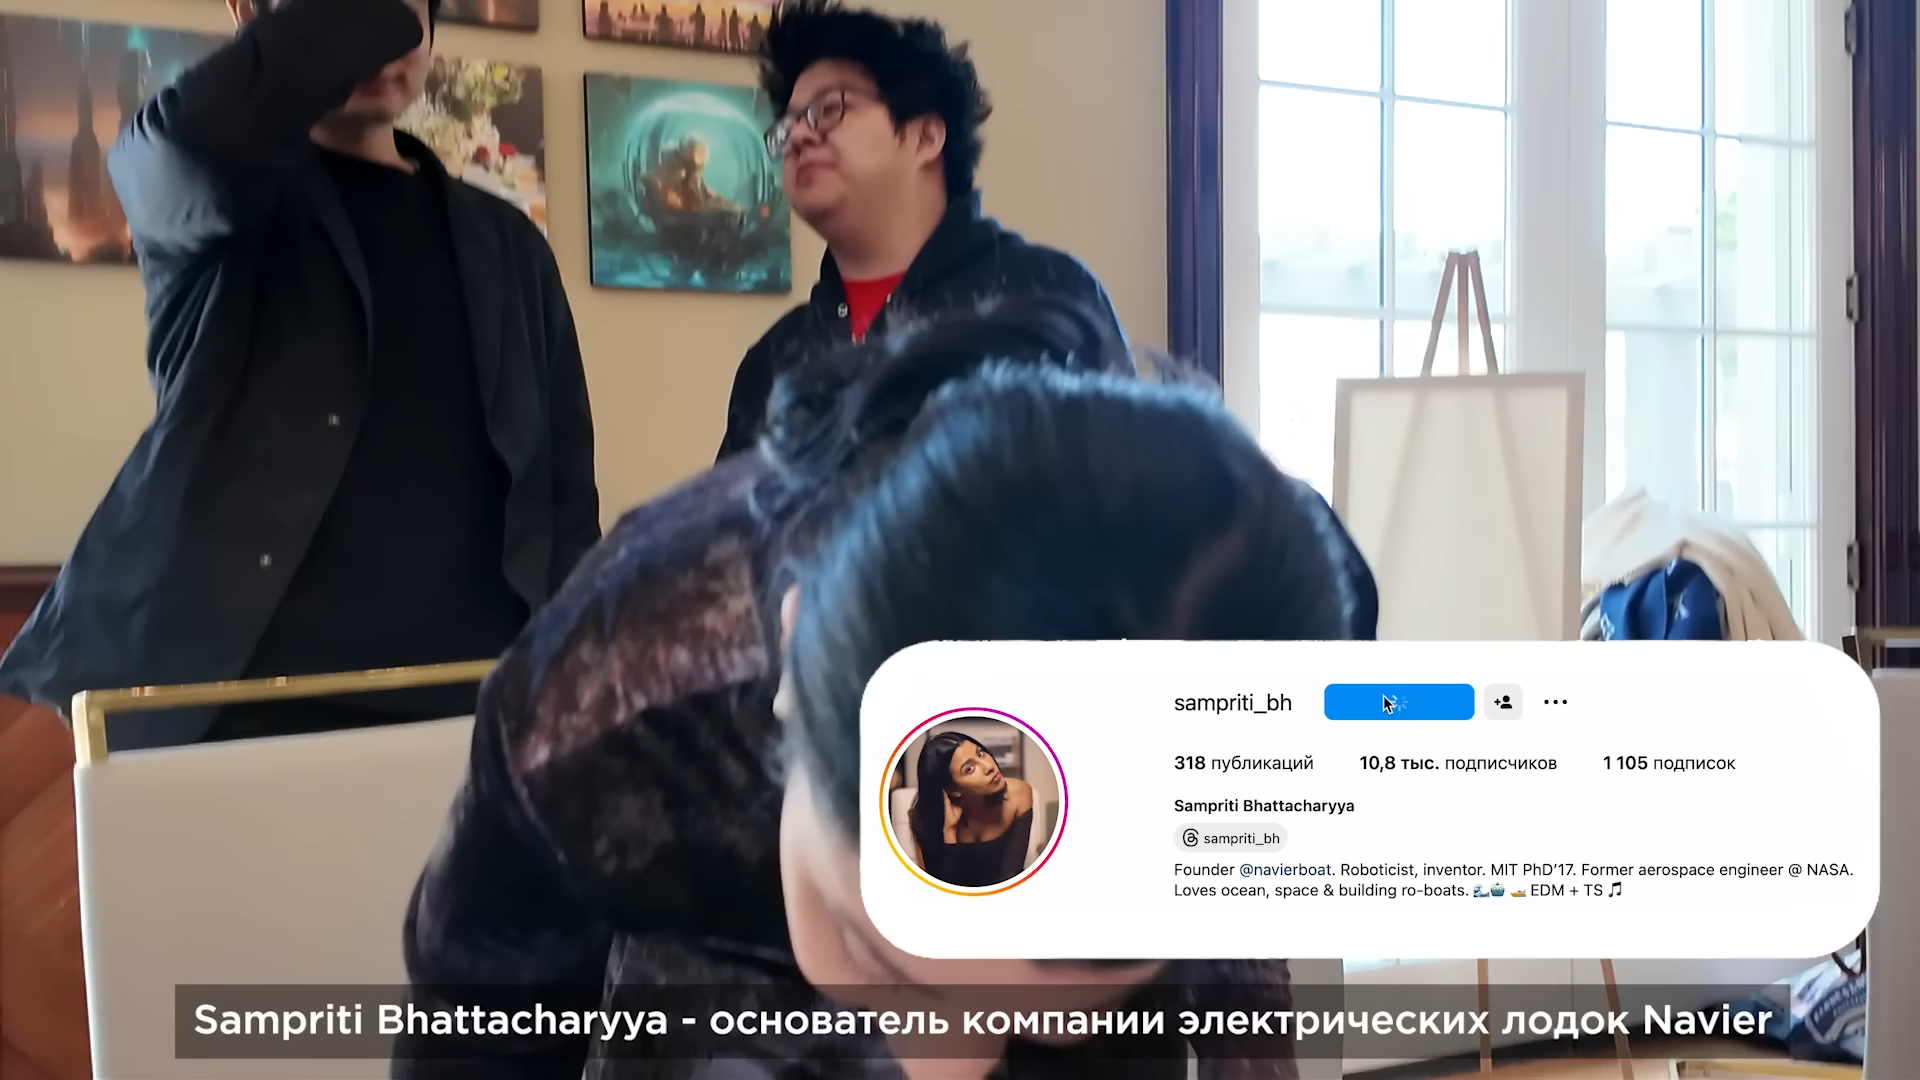 sampriti_bh
318 публикаций 10,8 тыс. подписчиков 1 105 подписок
Sampriti Bhattacharyya
sampriti_bh
Founder @navierboat. Roboticist, inventor. MIT PhD'17. Former aerospace engineer @ NASA.
Loves ocean, space & building ro-boats. 🌊🤖 🚤 EDM + TS 🎵
Sampriti Bhattacharyya - основатель компании электрических лодок Navier